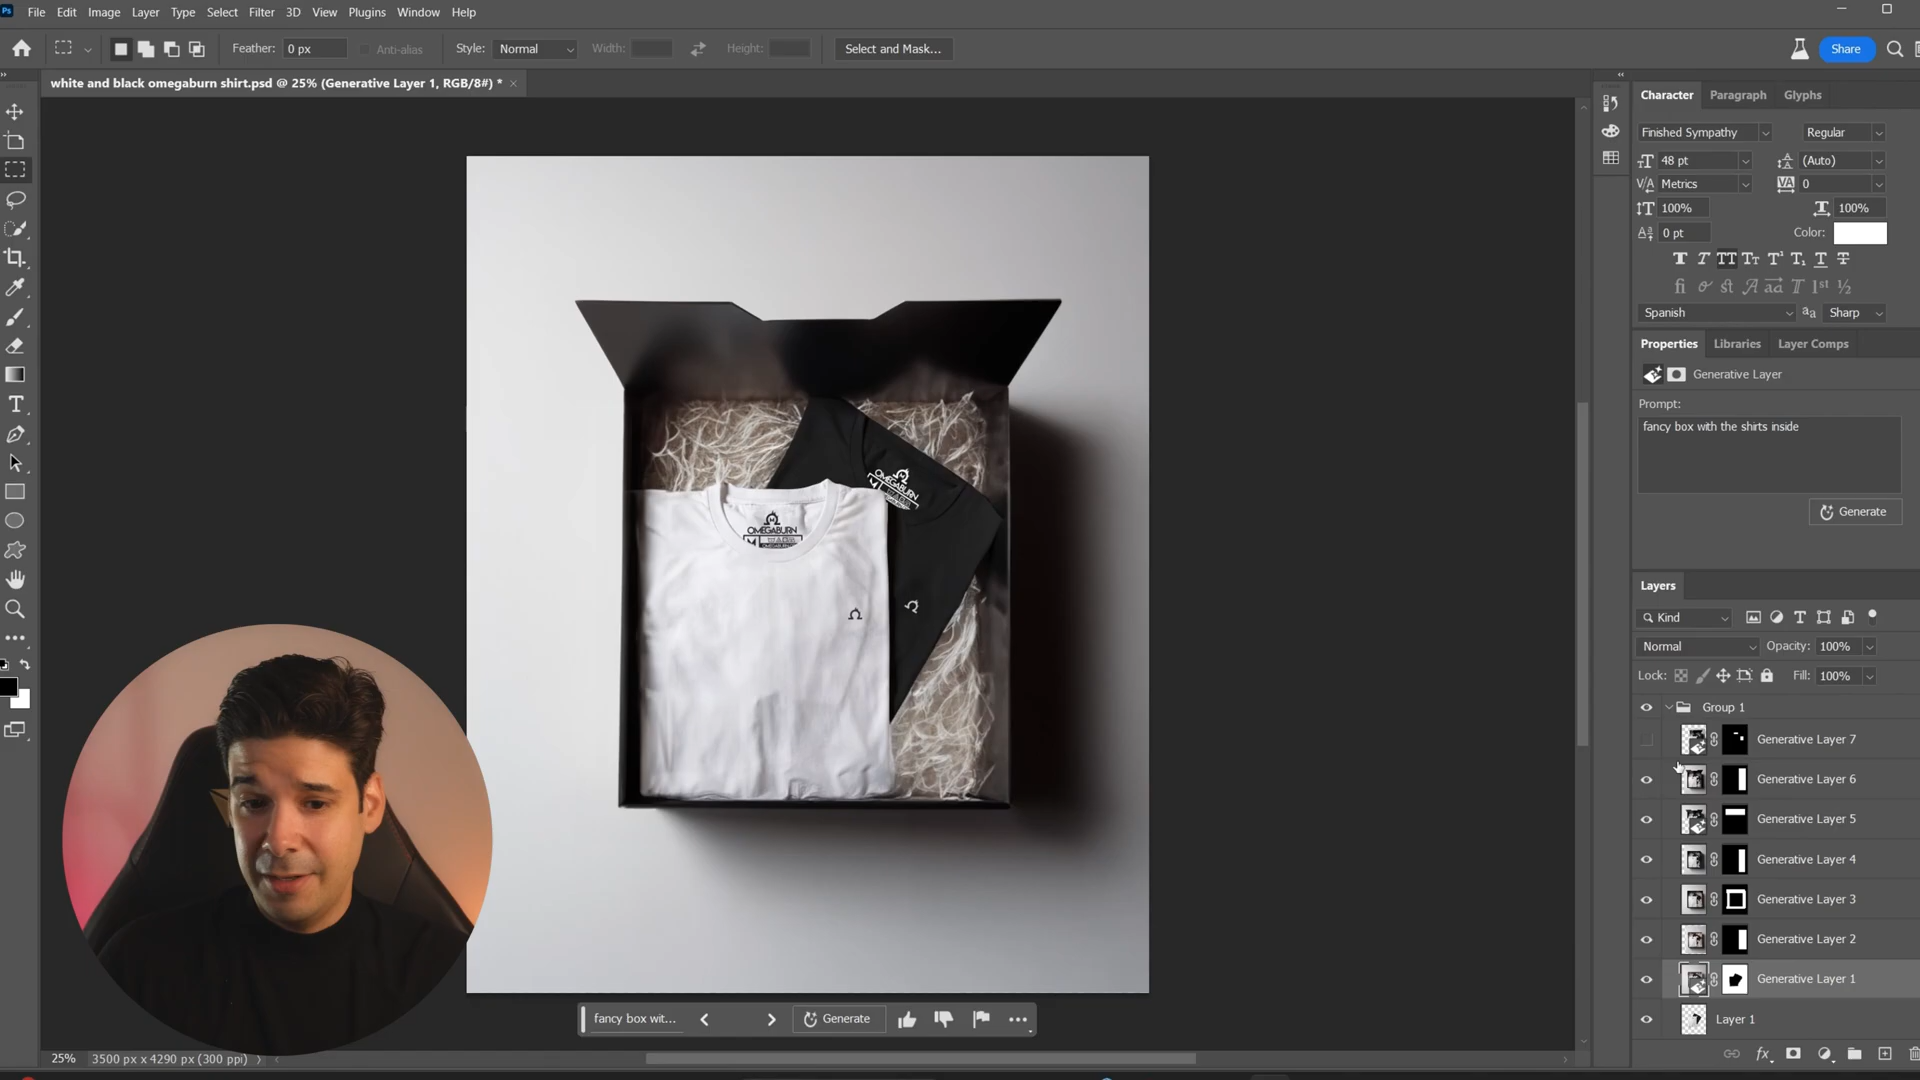 Ps File Edit Image Layer Type Select Filter 3D View Plugins Window Help
Feather: 0 px Anti-alias Style: Normal Width: Height: Select and Mask... Share
white and black omegaburn shirt.psd @ 25% (Generative Layer 1, RGB/8#) *
Character Paragraph Glyphs
Finished Sympathy Regular
48 pt (Auto)
Metrics 0
100% 100%
0 pt Color:
Spanish Sharp
Properties Libraries Layer Comps
Generative Layer
Prompt:
fancy box with the shirts inside
Generate
Layers
Kind
Normal Opacity: 100%
Lock: Fill: 100%
Group 1
Generative Layer 7
Generative Layer 6
Generative Layer 5
Generative Layer 4
Generative Layer 3
Generative Layer 2
Generative Layer 1
Layer 1
OMEGABURN
OMEGABURN
M
fancy box wit... Generate
25% 3500 px x 4290 px (300 ppi)